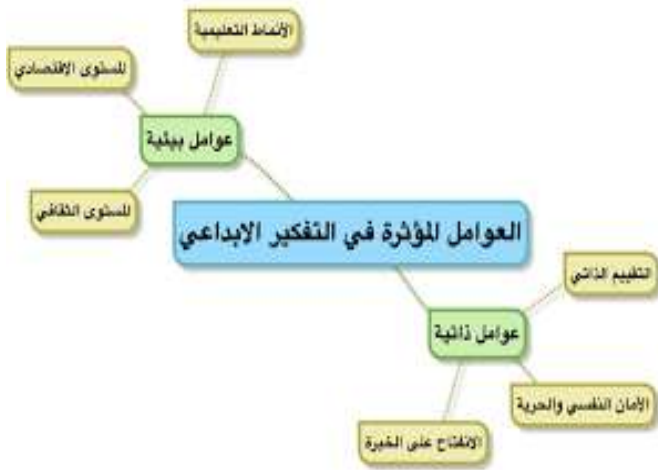 الأنماط التعليمية
المستوى الاقتصادي
عوامل بيئية
المستوى الثقافي
العوامل المؤثرة في التفكير الابداعي
التقييم الذاتي
عوامل ذاتية
الأمان النفسي والحرية
الانفتاح على الخبرة